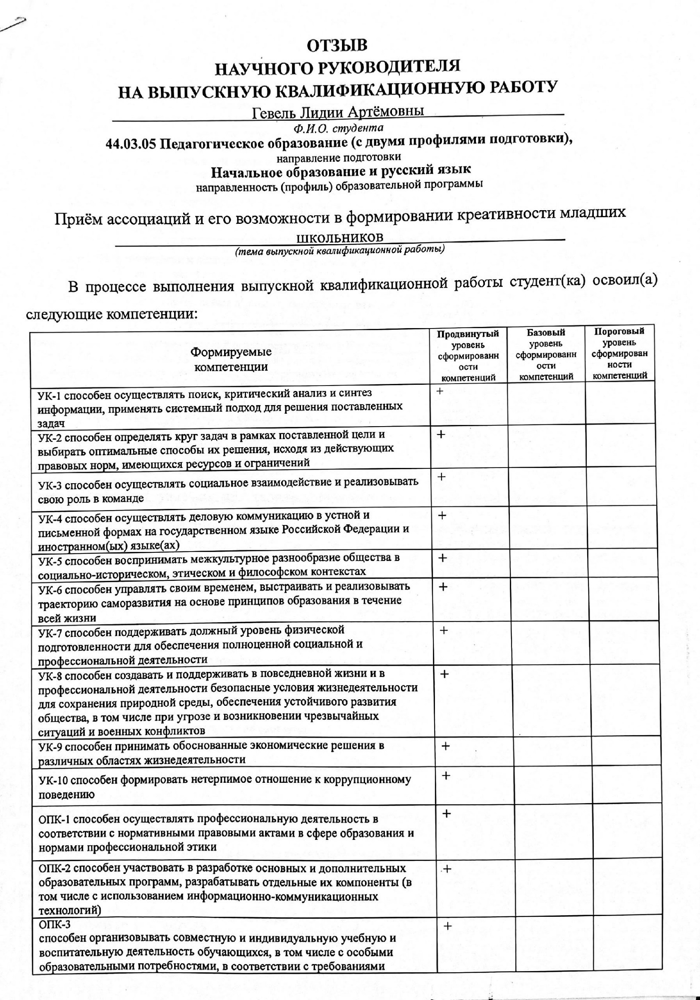 ОТЗЫВ
НАУЧНОГО РУКОВОДИТЕЛЯ
НА ВЫПУСКНУЮ КВАЛИФИКАЦИОННУЮ РАБОТУ
Гевель Лидии Артёмовны
Ф.И.О. студента
44.03.05 Педагогическое образование (с двумя профилями подготовки),
направление подготовки
Начальное образование и русский язык
направленность (профиль) образовательной программы
Приём ассоциаций и его возможности в формировании креативности младших
школьников
(тема выпускной квалификационной работы)
В процессе выполнения выпускной квалификационной работы студент(ка) освоил(а)
следующие компетенции:
Формируемые
компетенции
Продвинутый
уровень
сформированн
ости
компетенций
Базовый
уровень
сформированн
ости
компетенций
Пороговый
уровень
сформирован
ности
компетенций
УК-1 способен осуществлять поиск, критический анализ и синтез
информации, применять системный подход для решения поставленных
задач
+
УК-2 способен определять круг задач в рамках поставленной цели и
выбирать оптимальные способы их решения, исходя из действующих
правовых норм, имеющихся ресурсов и ограничений
+
УК-3 способен осуществлять социальное взаимодействие и реализовывать
свою роль в команде
+
УК-4 способен осуществлять деловую коммуникацию в устной и
письменной формах на государственном языке Российской Федерации и
иностранном(ых) языке(ах)
+
УК-5 способен воспринимать межкультурное разнообразие общества в
социально-историческом, этическом и философском контекстах
+
УК-6 способен управлять своим временем, выстраивать и реализовывать
траекторию саморазвития на основе принципов образования в течение
всей жизни
+
УК-7 способен поддерживать должный уровень физической
подготовленности для обеспечения полноценной социальной и
профессиональной деятельности
+
УК-8 способен создавать и поддерживать в повседневной жизни и в
профессиональной деятельности безопасные условия жизнедеятельности
для сохранения природной среды, обеспечения устойчивого развития
общества, в том числе при угрозе и возникновении чрезвычайных
ситуаций и военных конфликтов
+
УК-9 способен принимать обоснованные экономические решения в
различных областях жизнедеятельности
+
УК-10 способен формировать нетерпимое отношение к коррупционному
поведению
+
ОПК-1 способен осуществлять профессиональную деятельность в
соответствии с нормативными правовыми актами в сфере образования и
нормами профессиональной этики
+
ОПК-2 способен участвовать в разработке основных и дополнительных
образовательных программ, разрабатывать отдельные их компоненты (в
том числе с использованием информационно-коммуникационных
технологий)
+
ОПК-3
способен организовывать совместную и индивидуальную учебную и
воспитательную деятельность обучающихся, в том числе с особыми
образовательными потребностями, в соответствии с требованиями
+